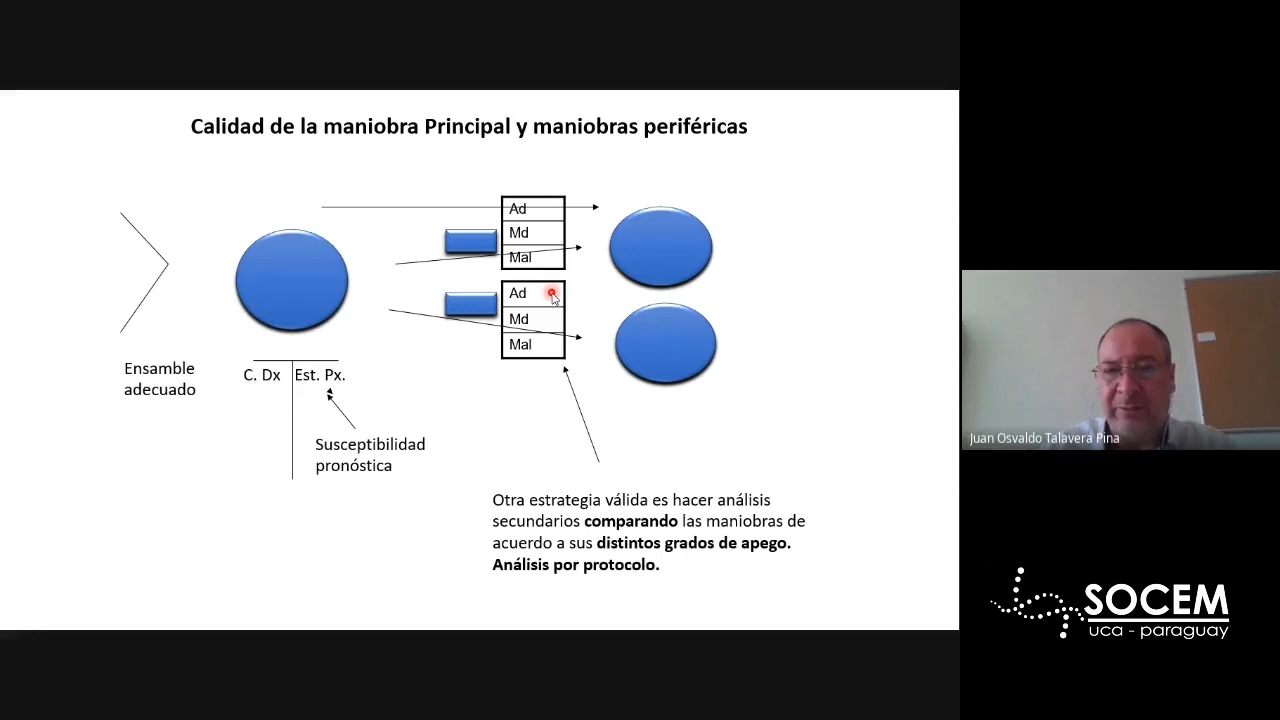 Calidad de la maniobra Principal y maniobras periféricas
Ad
Md
Mal
Ad
Md
Mal
Ensamble
adecuado
C. Dx
Est. Px.
Susceptibilidad
pronóstica
Otra estrategia válida es hacer análisis
secundarios comparando las maniobras de
acuerdo a sus distintos grados de apego.
Análisis por protocolo.
Juan Osvaldo Talavera Pina
SOCEM
uca - paraguay